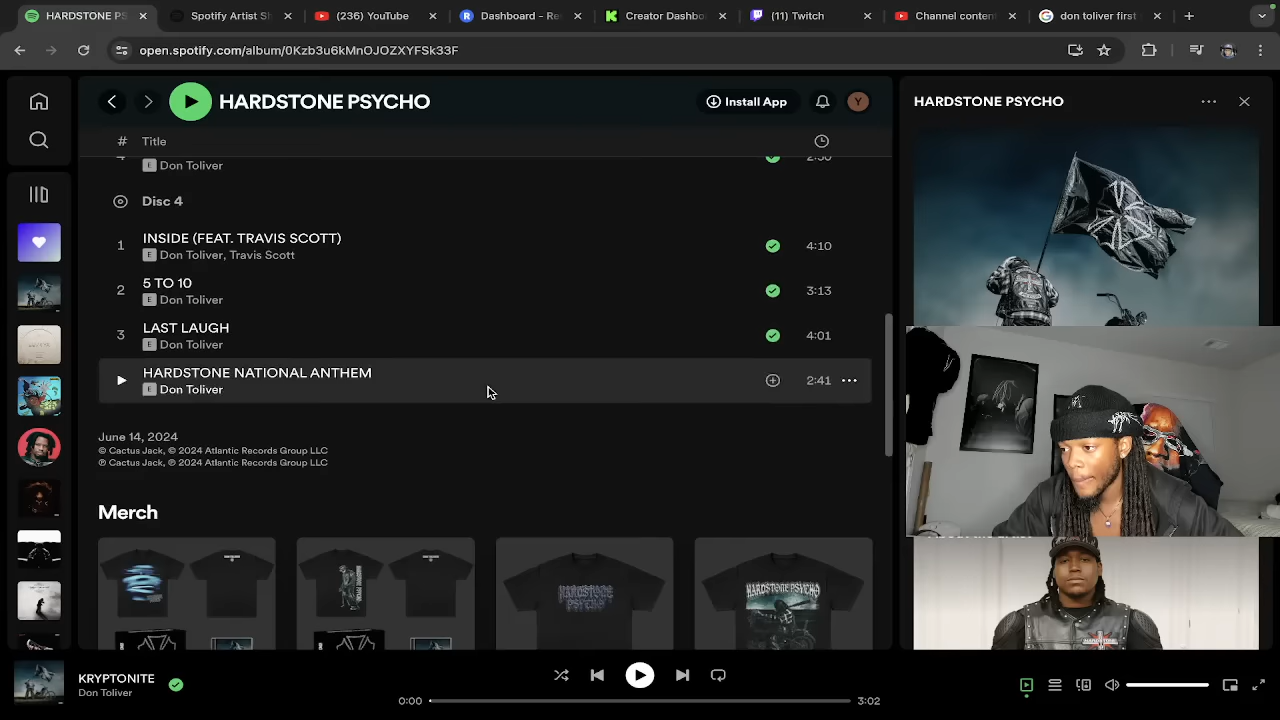 HARDSTONE PS
Spotify Artist Sh
(236) YouTube
Dashboard - Re
Creator Dashbo
(11) Twitch
Channel content
don toliver first
open.spotify.com/album/0Kzb3u6kMnOJOZXYFSk33F
HARDSTONE PSYCHO
Install App
Y
HARDSTONE PSYCHO
# Title
4
E Don Toliver
2:50
Disc 4
1 INSIDE (FEAT. TRAVIS SCOTT)
E Don Toliver, Travis Scott
4:10
2 5 TO 10
E Don Toliver
3:13
3 LAST LAUGH
E Don Toliver
4:01
HARDSTONE NATIONAL ANTHEM
E Don Toliver
2:41
June 14, 2024
© Cactus Jack, © 2024 Atlantic Records Group LLC
℗ Cactus Jack, ℗ 2024 Atlantic Records Group LLC
Merch
HARDSTONE
PSYCHO
HARDSTONE PSYCHO
KRYPTONITE
Don Toliver
0:00
3:02